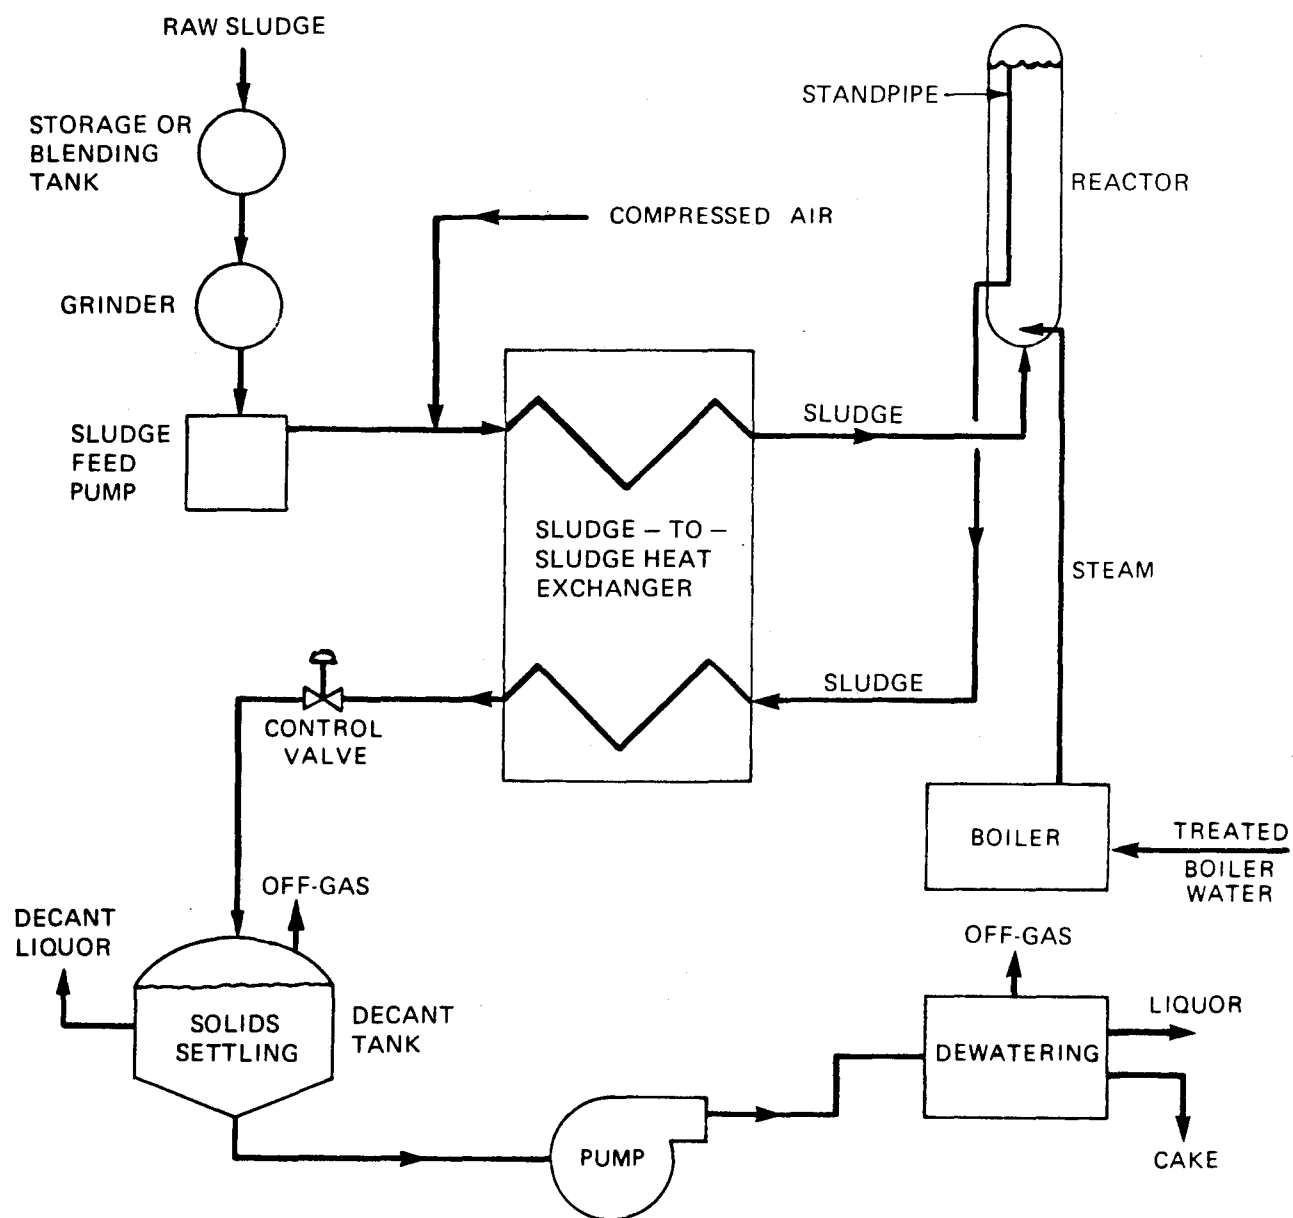 RAW SLUDGE
STORAGE OR
BLENDING
TANK
GRINDER
SLUDGE
FEED
PUMP
COMPRESSED AIR
STANDPIPE
REACTOR
SLUDGE
SLUDGE – TO –
SLUDGE HEAT
EXCHANGER
STEAM
SLUDGE
CONTROL
VALVE
BOILER
TREATED
BOILER
WATER
OFF-GAS
DECANT
LIQUOR
SOLIDS
SETTLING
DECANT
TANK
OFF-GAS
LIQUOR
DEWATERING
PUMP
CAKE